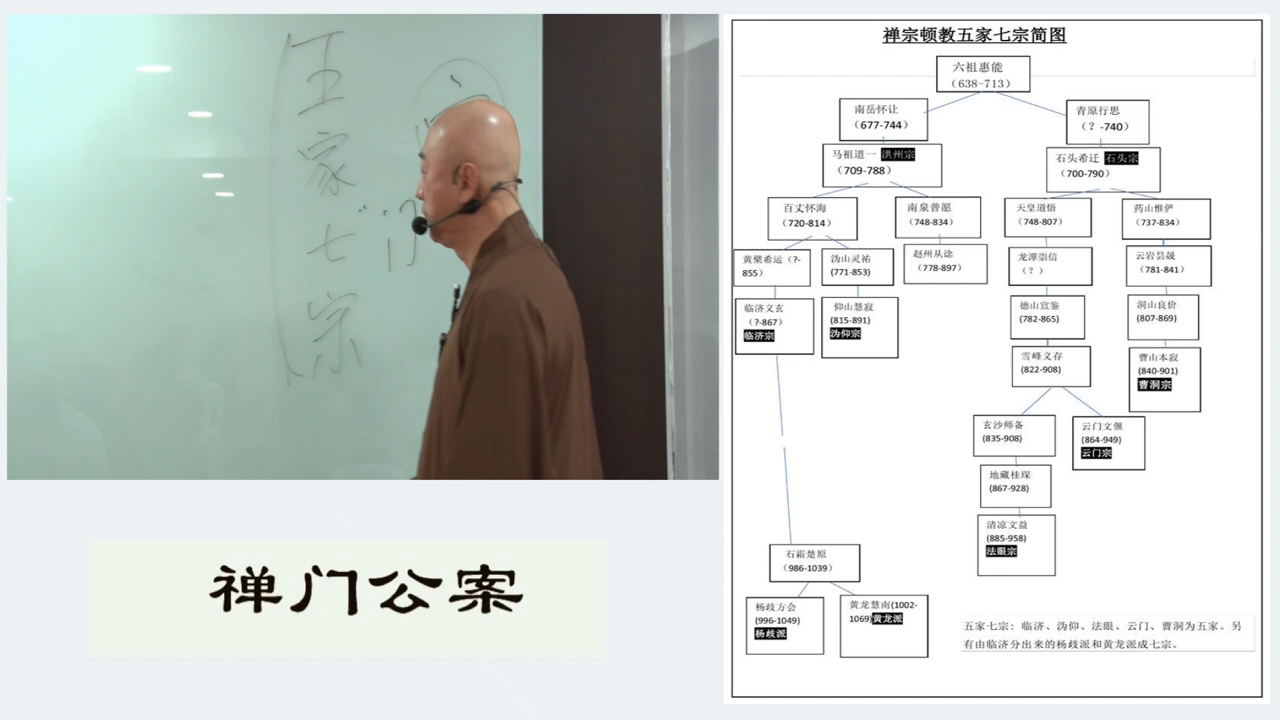 五
家
七
宗
"门
禅门公案
禅宗顿教五家七宗简图
六祖惠能
（638-713）
南岳怀让
（677-744）
青原行思
（？-740）
马祖道一 洪州宗
（709-788）
石头希迁 石头宗
（700-790）
百丈怀海
（720-814）
南泉普愿
（748-834）
天皇道悟
（748-807）
药山惟俨
（737-834）
黄檗希运（?-
855）
沩山灵祐
(771-853)
赵州从谂
（778-897）
龙潭崇信
（？）
云岩昙晟
（781-841）
临济义玄
（?-867）
临济宗
仰山慧寂
(815-891)
沩仰宗
德山宣鉴
(782-865)
洞山良价
(807-869)
雪峰义存
(822-908)
曹山本寂
(840-901)
曹洞宗
玄沙师备
(835-908)
云门文偃
(864-949)
云门宗
地藏桂琛
(867-928)
清凉文益
(885-958)
法眼宗
石霜楚原
（986-1039）
杨歧方会
(996-1049)
杨歧派
黄龙慧南(1002-
1069)黄龙派
五家七宗：临济、沩仰、法眼、云门、曹洞为五家。另
有由临济分出来的杨歧派和黄龙派成七宗。